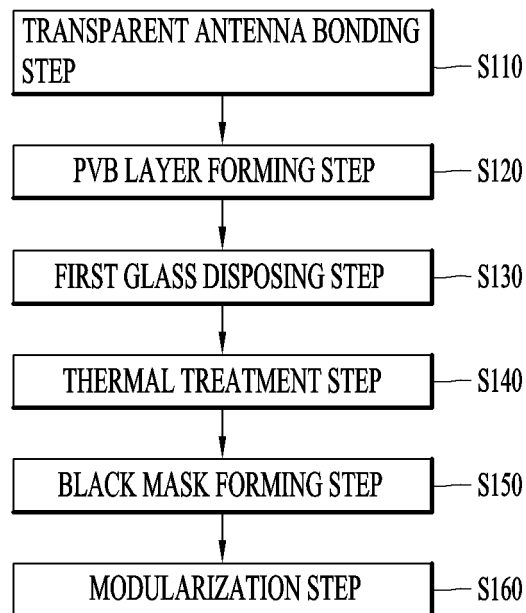 TRANSPARENT ANTENNA BONDING
STEP
S110
PVB LAYER FORMING STEP
S120
FIRST GLASS DISPOSING STEP
S130
THERMAL TREATMENT STEP
S140
BLACK MASK FORMING STEP
S150
MODULARIZATION STEP
S160